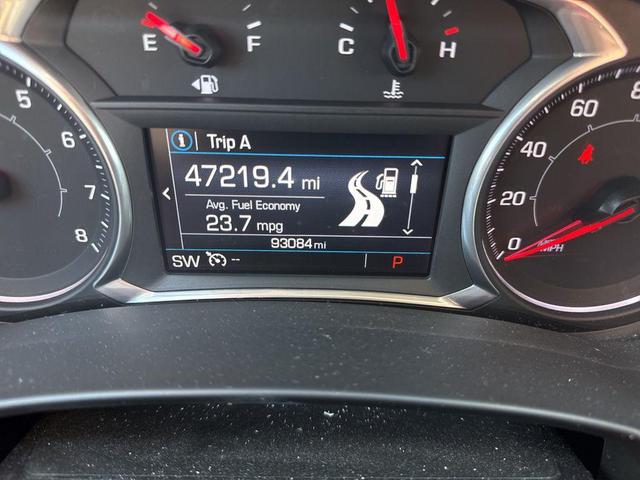 E F
C H
5
6
7
8
i Trip A
47219.4 mi
Avg. Fuel Economy
23.7 mpg
93084 mi
SW -- P
80
60
40
20
0
MPH